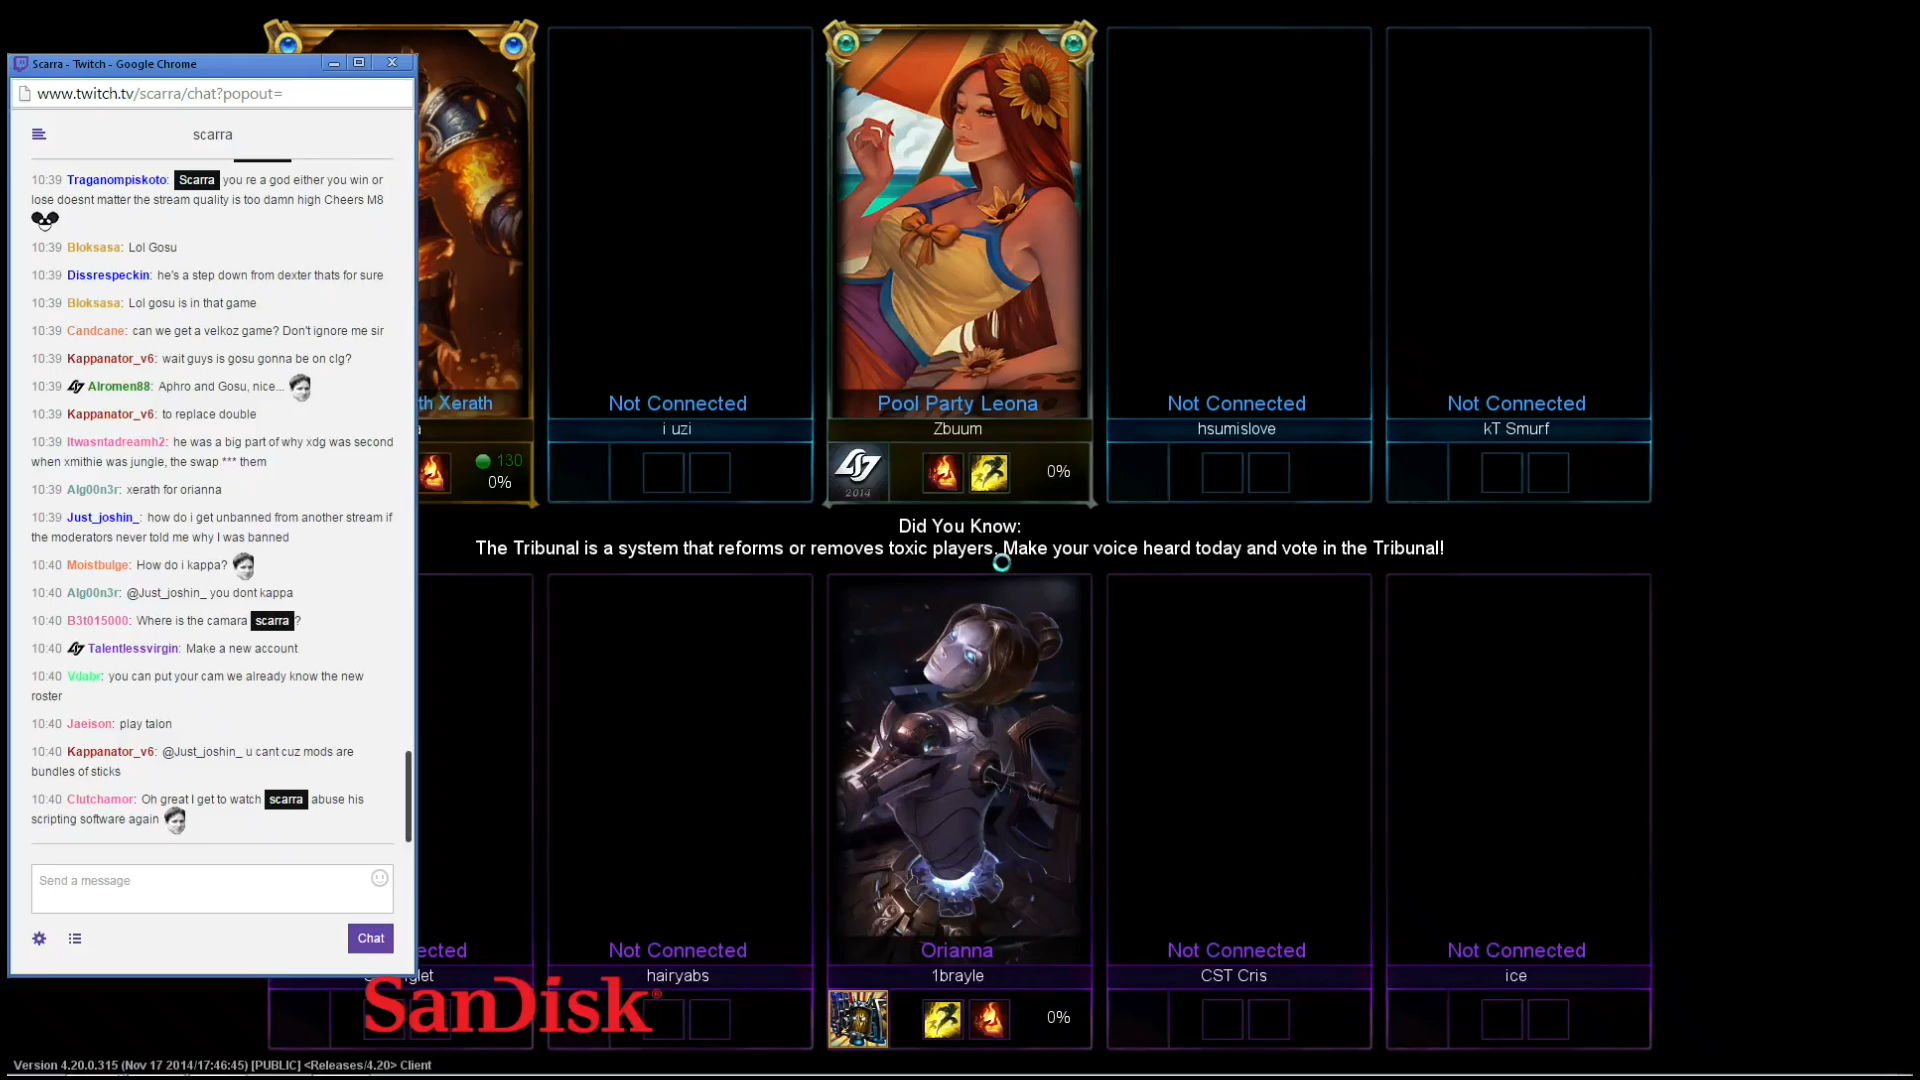 Scarra - Twitch - Google Chrome
www.twitch.tv/scarra/chat?popout=
scarra
10:39 Traganompiskoto: Scarra you re a god either you win or
lose doesnt matter the stream quality is too damn high Cheers M8
10:39 Bloksasa: Lol Gosu
10:39 Dissrespeckin: he's a step down from dexter thats for sure
10:39 Bloksasa: Lol gosu is in that game
10:39 Candcane: can we get a velkoz game? Don't ignore me sir
10:39 Kappanator_v6: wait guys is gosu gonna be on clg?
10:39 Alromen88: Aphro and Gosu, nice...
10:39 Kappanator_v6: to replace double
10:39 Itwasntadreamh2: he was a big part of why xdg was second
when xmithie was jungle, the swap *** them
10:39 Alg00n3r: xerath for orianna
10:39 Just_joshin_: how do i get unbanned from another stream if
the moderators never told me why I was banned
10:40 Moistbulge: How do i kappa?
10:40 Alg00n3r: @Just_joshin_ you dont kappa
10:40 B3t015000: Where is the camara scarra ?
10:40 Talentlessvirgin: Make a new account
10:40 Vdabr: you can put your cam we already know the new
roster
10:40 Jaeison: play talon
10:40 Kappanator_v6: @Just_joshin_ u cant cuz mods are
bundles of sticks
10:40 Clutchamor: Oh great I get to watch scarra abuse his
scripting software again
Send a message
Chat
th Xerath
a
130
0%
Not Connected
i uzi
Pool Party Leona
Zbuum
2014
0%
Not Connected
hsumislove
Not Connected
kT Smurf
Did You Know:
The Tribunal is a system that reforms or removes toxic players. Make your voice heard today and vote in the Tribunal!
ected
glet
Not Connected
hairyabs
Orianna
1brayle
0%
Not Connected
CST Cris
Not Connected
ice
SanDisk®
Version 4.20.0.315 (Nov 17 2014/17:46:45) [PUBLIC] <Releases/4.20> Client